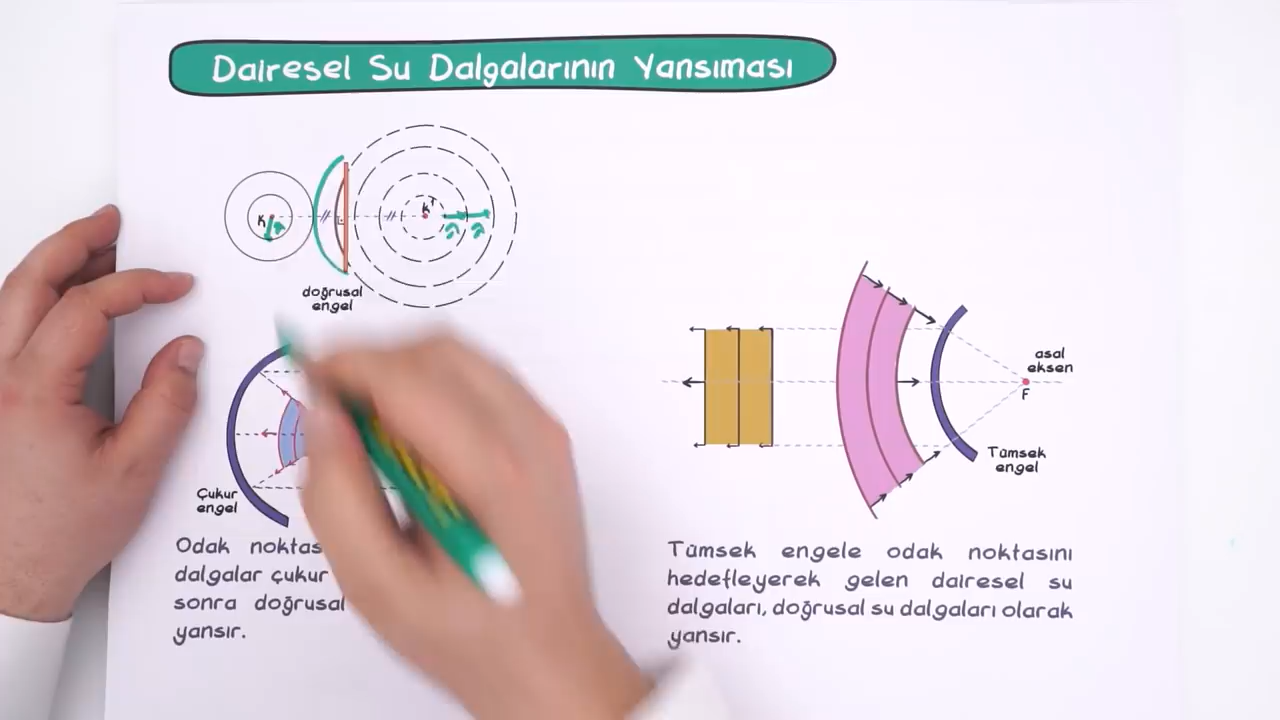 Dairesel Su Dalgalarının Yansıması
K
K'
λ λ
doğrusal
engel
Çukur
engel
Odak
dalgalar çukur
sonra doğrusal
yansır.
asal
eksen
F
Tümsek
engel
Tümsek engele odak noktasını
hedefleyerek gelen dairesel su
dalgaları, doğrusal su dalgaları olarak
yansır.